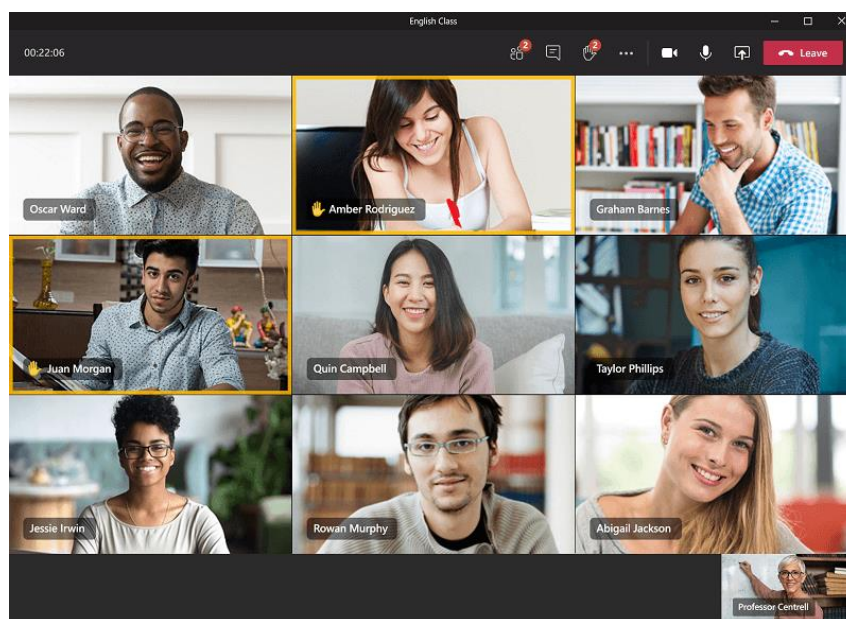 English Class
00:22:06
2
2
Leave
Oscar Ward
Amber Rodriguez
Graham Barnes
Juan Morgan
Quin Campbell
Taylor Phillips
Jessie Irwin
Rowan Murphy
Abigail Jackson
Professor Centrell